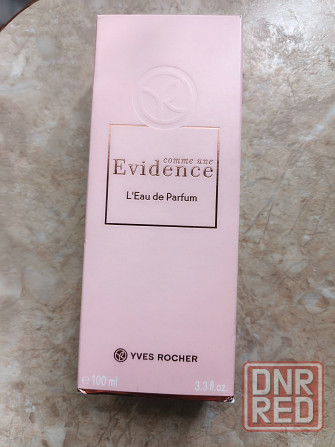 comme une
Evidence
L'Eau de Parfum
YVES ROCHER
℮ 100 ml 3.3 fl.oz.
DNR
RED